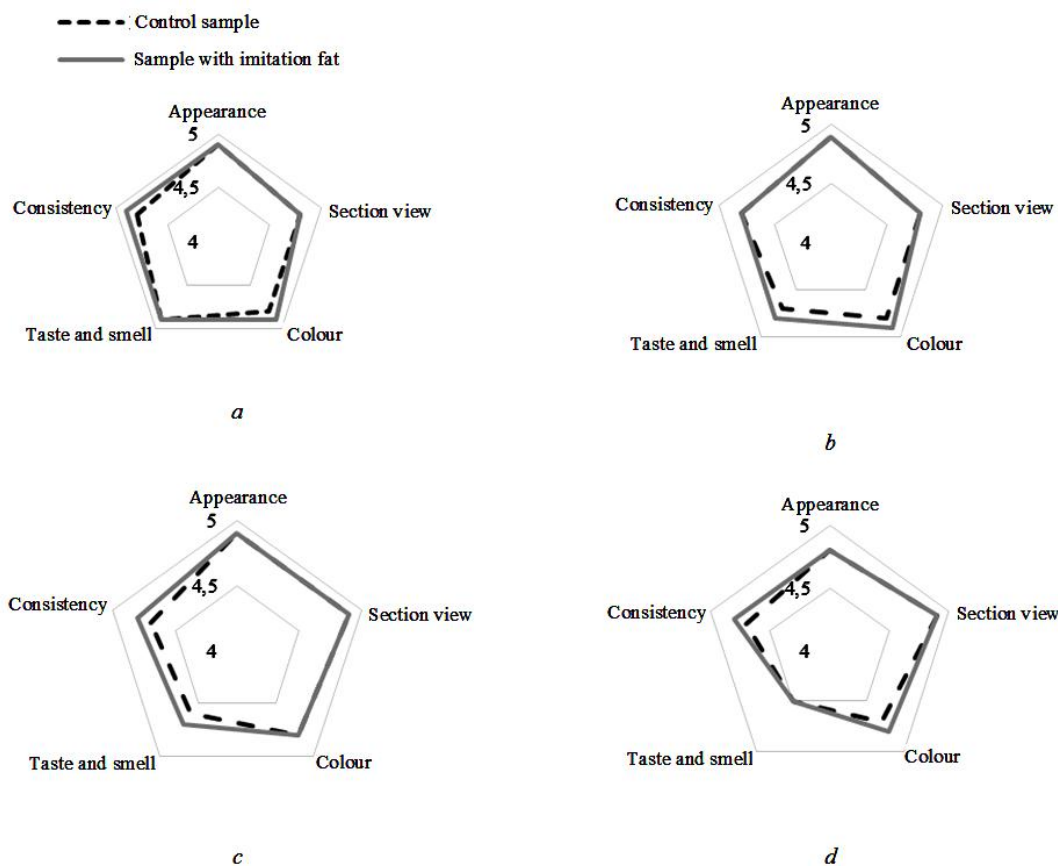 Control sample
Sample with imitation fat
Appearance
5
4,5
Consistency
Section view
4
Taste and smell
Colour
a
Appearance
5
4,5
Consistency
Section view
4
Taste and smell
Colour
b
Appearance
5
4,5
Consistency
Section view
4
Taste and smell
Colour
c
Appearance
5
4,5
Consistency
Section view
4
Taste and smell
Colour
d